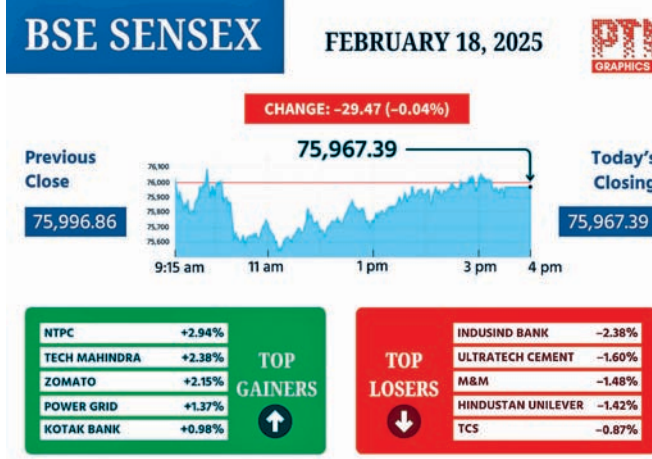 BSE SENSEX
FEBRUARY 18, 2025
GRAPHICS
CHANGE: –29.47 (–0.04%)
Previous
Close
75,996.86
75,967.39
Today's
Closing
75,967.39
76,100
76,000
75,900
75,800
75,700
75,600
9:15 am
11 am
1 pm
3 pm
4 pm
NTPC +2.94%
TECH MAHINDRA +2.38%
ZOMATO +2.15%
POWER GRID +1.37%
KOTAK BANK +0.98%
TOP
GAINERS
TOP
LOSERS
INDUSIND BANK –2.38%
ULTRATECH CEMENT –1.60%
M&M –1.48%
HINDUSTAN UNILEVER –1.42%
TCS –0.87%